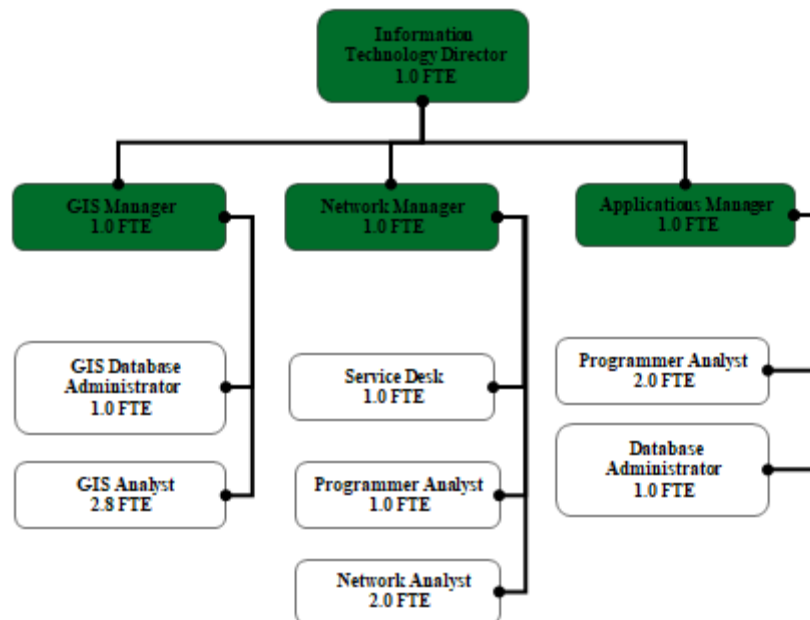 Information
Technology Director
1.0 FTE
GIS Manager
1.0 FTE
Network Manager
1.0 FTE
Applications Manager
1.0 FTE
GIS Database
Administrator
1.0 FTE
Service Desk
1.0 FTE
Programmer Analyst
2.0 FTE
GIS Analyst
2.8 FTE
Programmer Analyst
1.0 FTE
Database
Administrator
1.0 FTE
Network Analyst
2.0 FTE